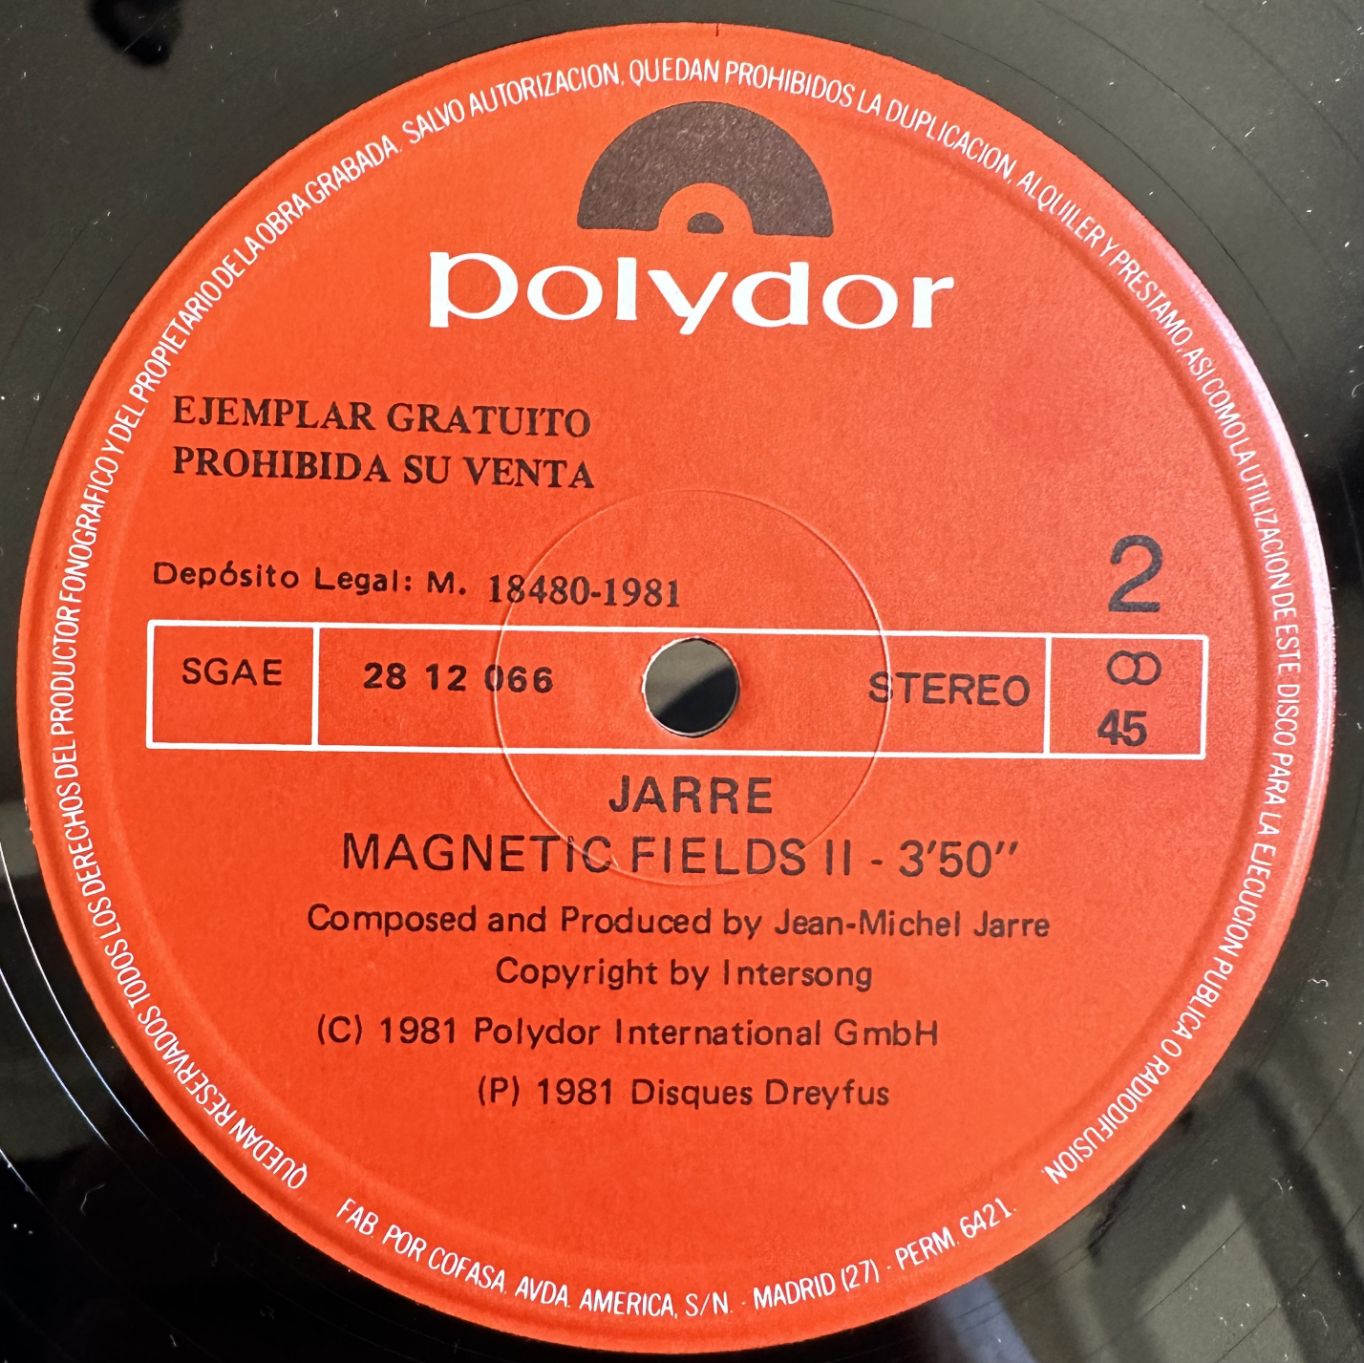 QUEDAN RESERVADOS TODOS LOS DERECHOS DEL PRODUCTOR FONOGRAFICO Y DEL PROPIETARIO DE LA OBRA GRABADA. SALVO AUTORIZACION, QUEDAN PROHIBIDOS LA DUPLICACION, ALQUILER Y PRESTAMO, ASI COMO LA UTILIZACION DE ESTE DISCO PARA LA EJECUCION PUBLICA O RADIODIFUSION.
polydor
EJEMPLAR GRATUITO
PROHIBIDA SU VENTA
Depósito Legal: M. 18480-1981
2
SGAE 28 12 066 STEREO
45
JARRE
MAGNETIC FIELDS II - 3'50''
Composed and Produced by Jean-Michel Jarre
Copyright by Intersong
(C) 1981 Polydor International GmbH
(P) 1981 Disques Dreyfus
FAB. POR COFASA. AVDA. AMERICA, S/N. - MADRID (27) - PERM. 6421.